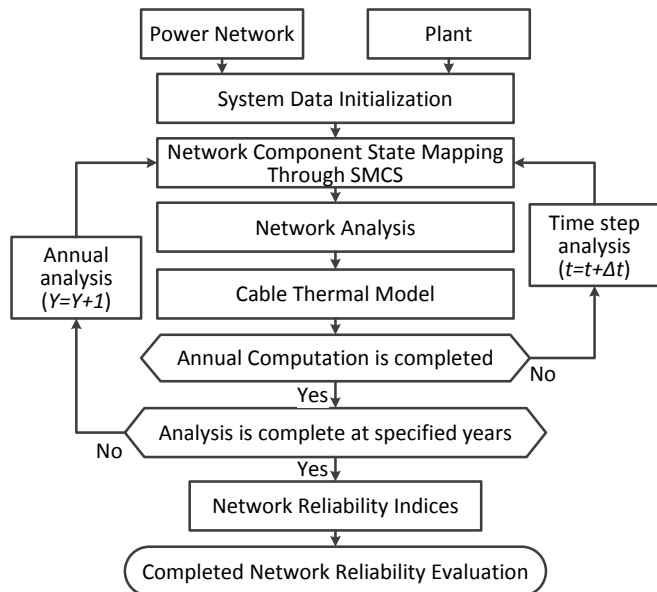 Power Network
Plant
System Data Initialization
Network Component State Mapping
Through SMCS
Network Analysis
Time step
analysis
(t=t+Δt)
Annual
analysis
(Y=Y+1)
Cable Thermal Model
Annual Computation is completed
No
Yes
Analysis is complete at specified years
No
Yes
Network Reliability Indices
Completed Network Reliability Evaluation